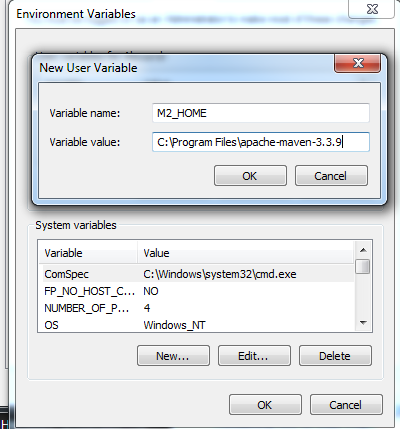 Environment Variables
New User Variable
Variable name: M2_HOME
Variable value: C:\Program Files\apache-maven-3.3.9
OK Cancel
System variables
Variable Value
ComSpec C:\Windows\system32\cmd.exe
FP_NO_HOST_C... NO
NUMBER_OF_P... 4
OS Windows_NT
New... Edit... Delete
OK Cancel